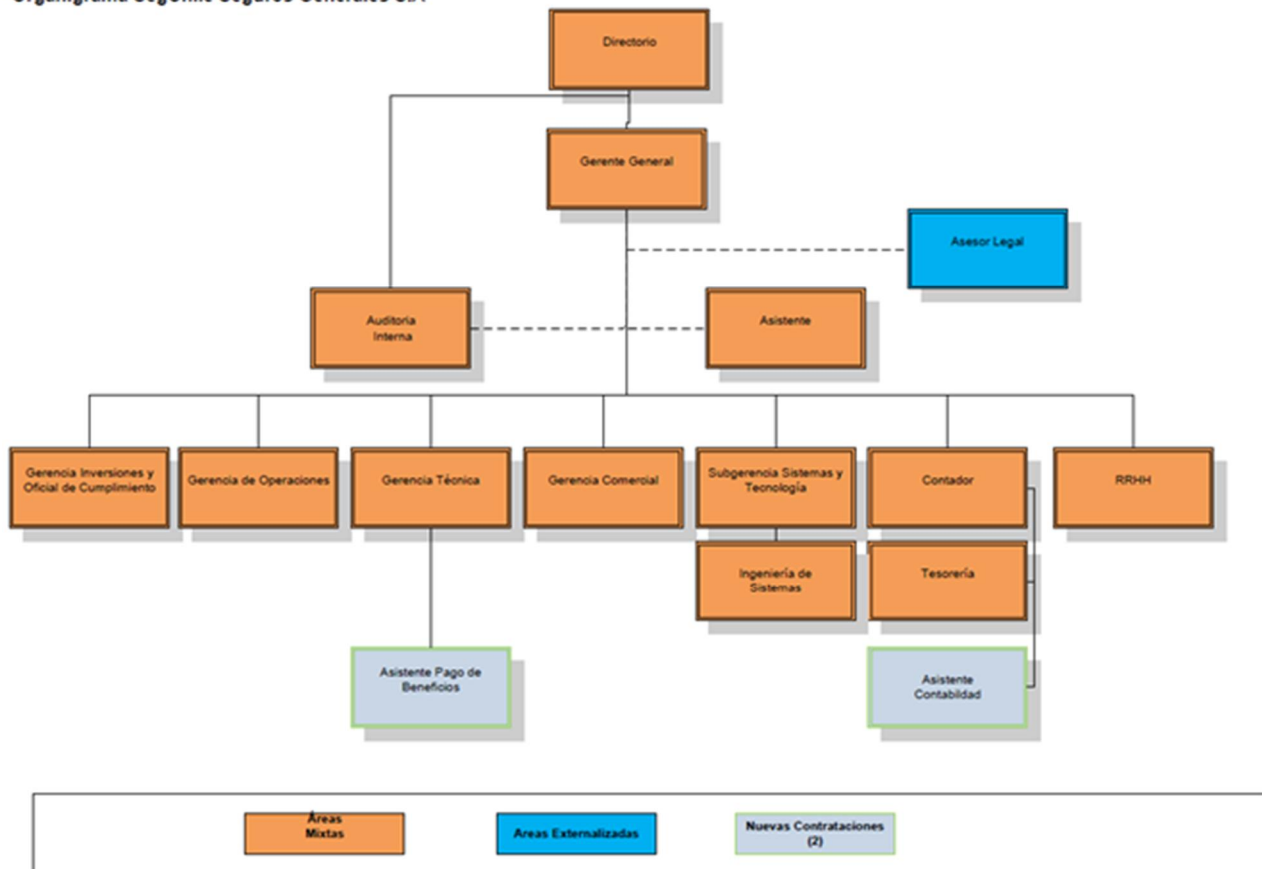 Directorio
Gerente General
Asesor Legal
Auditoria
Interna
Asistente
Gerencia Inversiones y
Oficial de Cumplimiento
Gerencia de Operaciones
Gerencia Técnica
Gerencia Comercial
Subgerencia Sistemas y
Tecnología
Contador
RRHH
Ingeniería de
Sistemas
Tesorería
Asistente Pago de
Beneficios
Asistente
Contabildad
Áreas
Mixtas
Areas Externalizadas
Nuevas Contrataciones
(2)